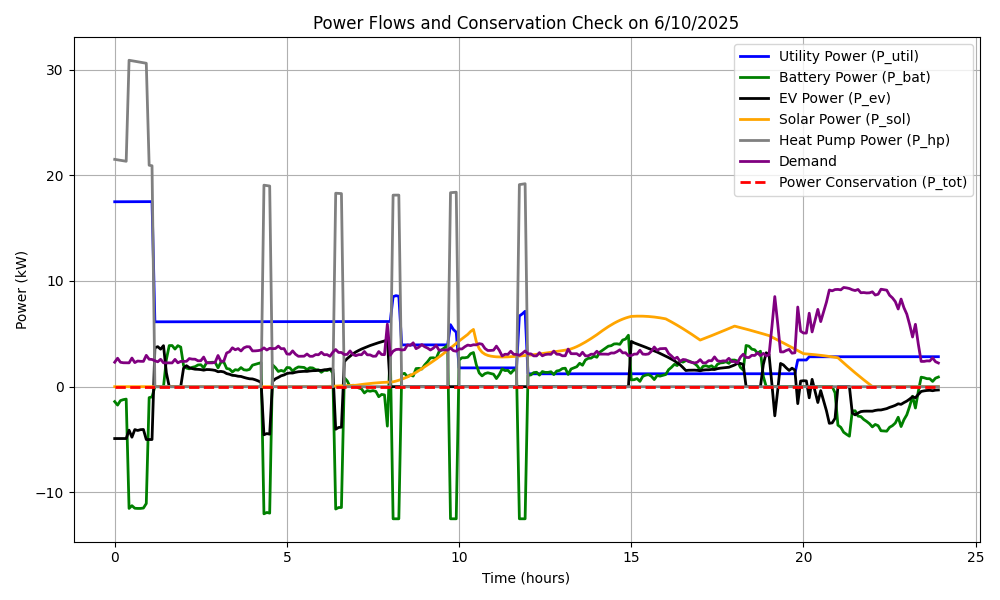 Power Flows and Conservation Check on 6/10/2025
Power (kW)
30
20
10
0
−10
Utility Power (P_util)
Battery Power (P_bat)
EV Power (P_ev)
Solar Power (P_sol)
Heat Pump Power (P_hp)
Demand
Power Conservation (P_tot)
0 5 10 15 20 25
Time (hours)